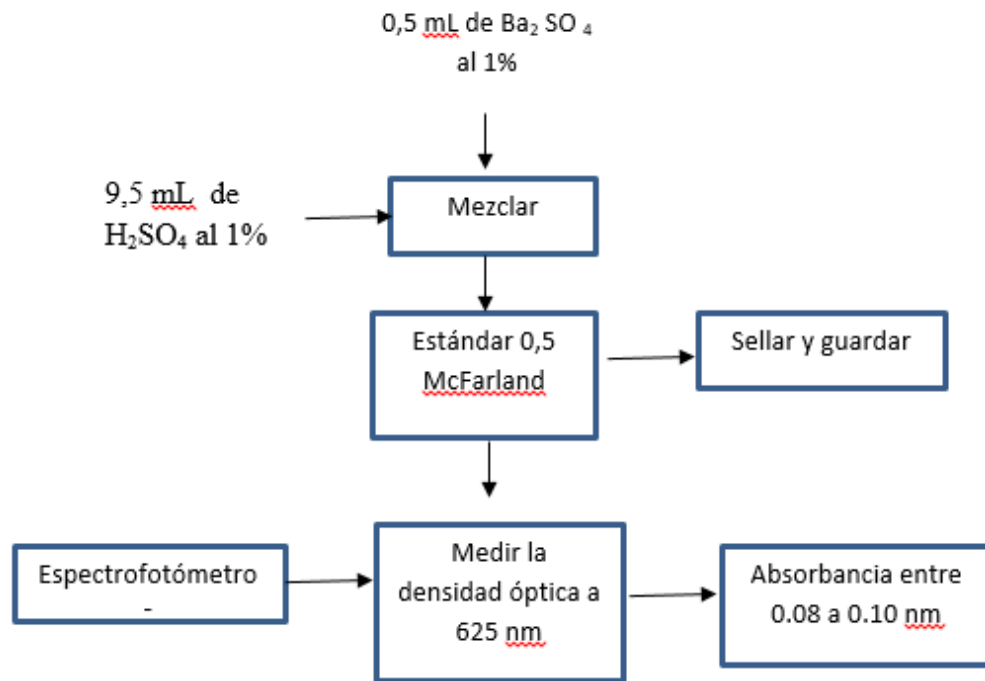 0,5 mL de Ba₂ SO ₄
al 1%
9,5 mL de
H₂SO₄ al 1%
Mezclar
Estándar 0,5
McFarland
Sellar y guardar
Espectrofotómetro
-
Medir la
densidad óptica a
625 nm
Absorbancia entre
0.08 a 0.10 nm